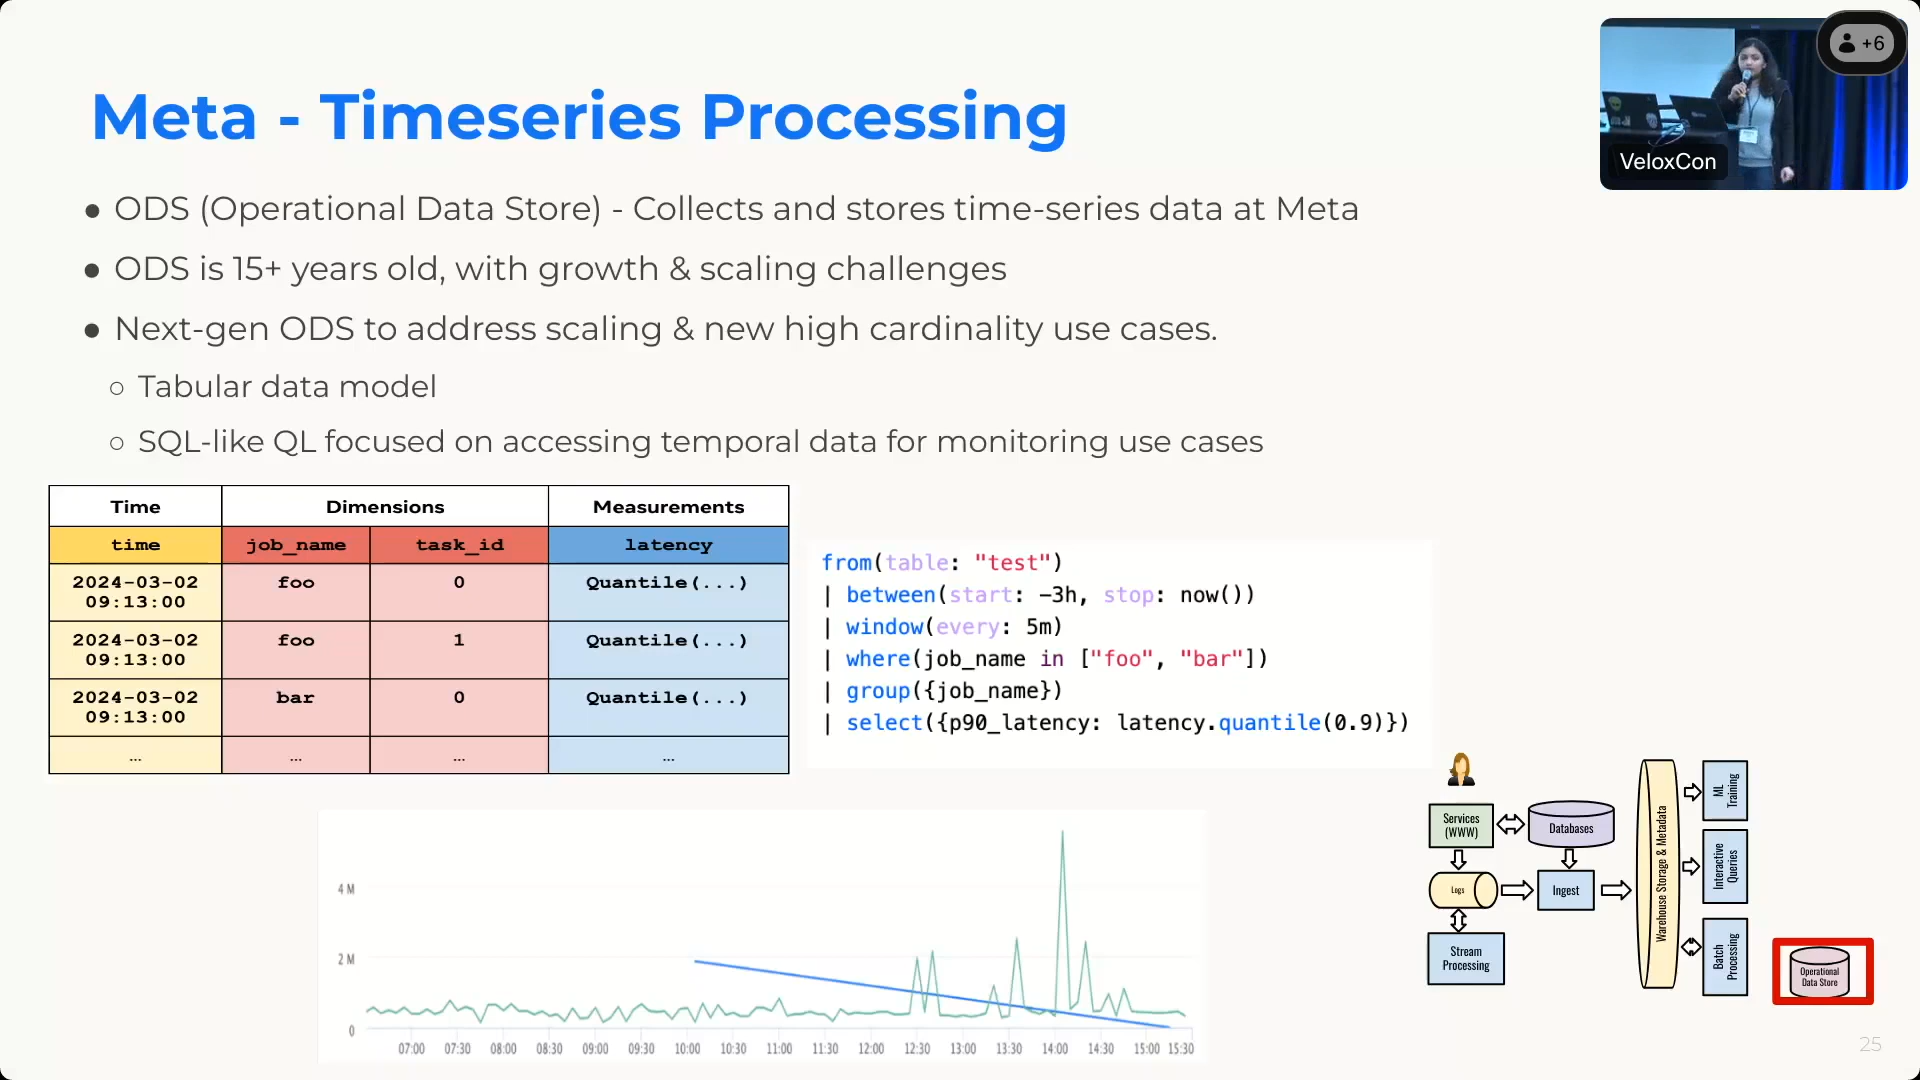 Meta - Timeseries Processing
+6
VeloxCon
● ODS (Operational Data Store) - Collects and stores time-series data at Meta
● ODS is 15+ years old, with growth & scaling challenges
● Next-gen ODS to address scaling & new high cardinality use cases.
○ Tabular data model
○ SQL-like QL focused on accessing temporal data for monitoring use cases
Time Dimensions Measurements
time job_name task_id latency
2024-03-02 09:13:00 foo 0 Quantile(...)
2024-03-02 09:13:00 foo 1 Quantile(...)
2024-03-02 09:13:00 bar 0 Quantile(...)
... ... ... ...
from(table: "test")
| between(start: -3h, stop: now())
| window(every: 5m)
| where(job_name in ["foo", "bar"])
| group({job_name})
| select({p90_latency: latency.quantile(0.9)})
4 M
2 M
0
07:00 07:30 08:00 08:30 09:00 09:30 10:00 10:30 11:00 11:30 12:00 12:30 13:00 13:30 14:00 14:30 15:00 15:30
Services
(WWW)
Databases
Logs
Ingest
Stream
Processing
Warehouse Storage & Metadata
ML
Training
Interactive
Queries
Batch
Processing
Operational
Data Store
25